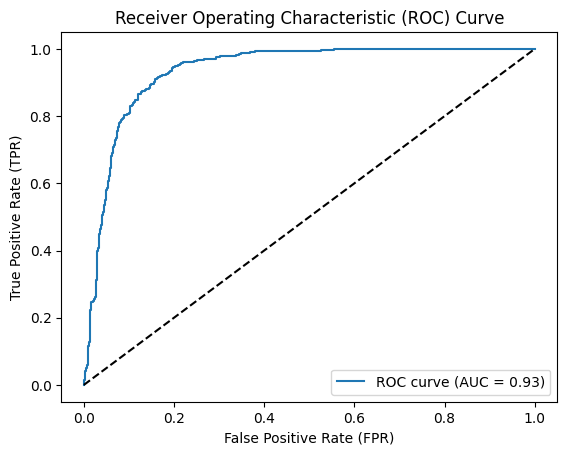 Receiver Operating Characteristic (ROC) Curve
1.0
0.8
0.6
0.4
0.2
0.0
True Positive Rate (TPR)
ROC curve (AUC = 0.93)
0.0 0.2 0.4 0.6 0.8 1.0
False Positive Rate (FPR)